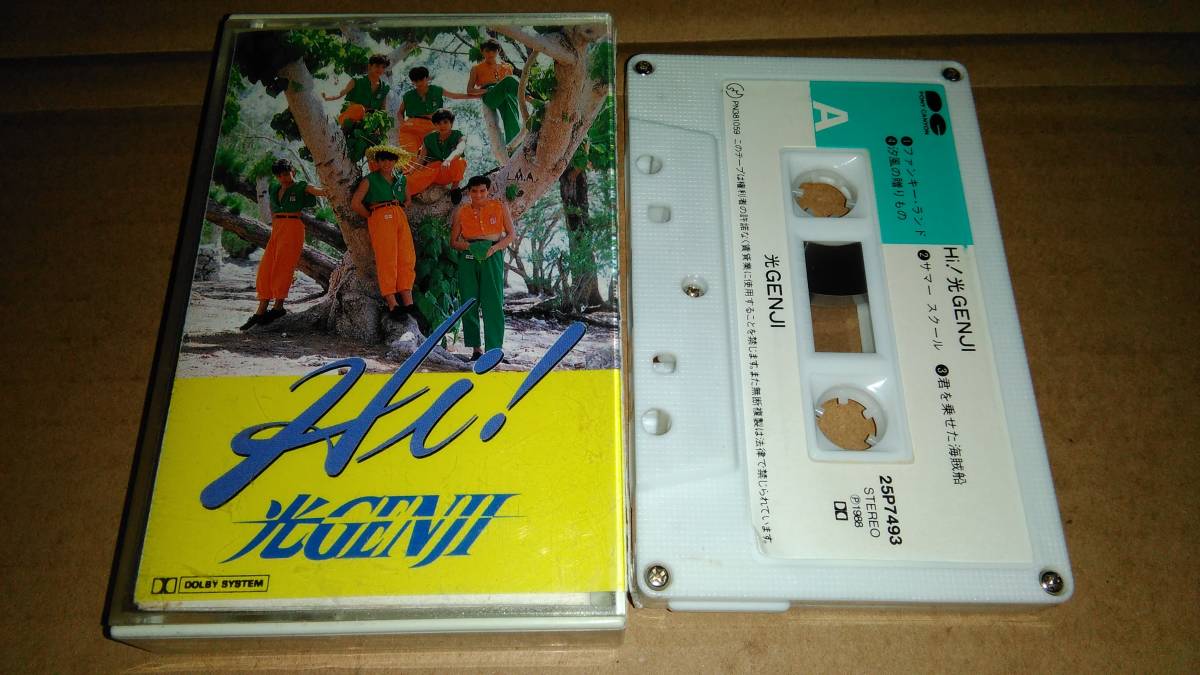 Hi!
光GENJI
DOLBY SYSTEM
PONY CANYON
A
❶ファンキー・ランド
❹夕風の贈りもの
Hi! 光GENJI
❷サマー スクール ❸君を乗せた海賊船
光GENJI
25P7493
STEREO
Ⓟ1988
PN381059 このテープは権利者の許諾なく賃貸業に使用することを禁じます。また無断複製は法律で禁じられています。